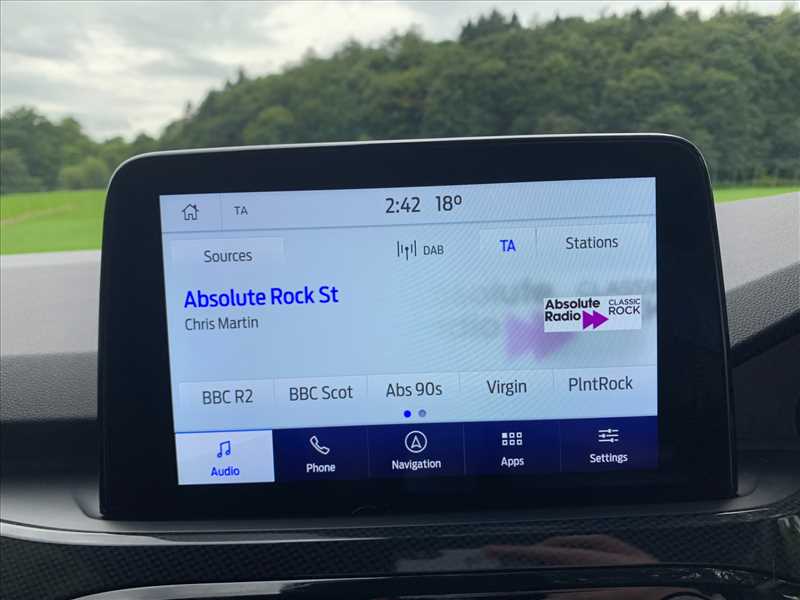 TA 2:42 18°
Sources DAB TA Stations
Absolute Rock St
Chris Martin
Absolute Radio CLASSIC ROCK
BBC R2 BBC Scot Abs 90s Virgin PlntRock
Audio Phone Navigation Apps Settings